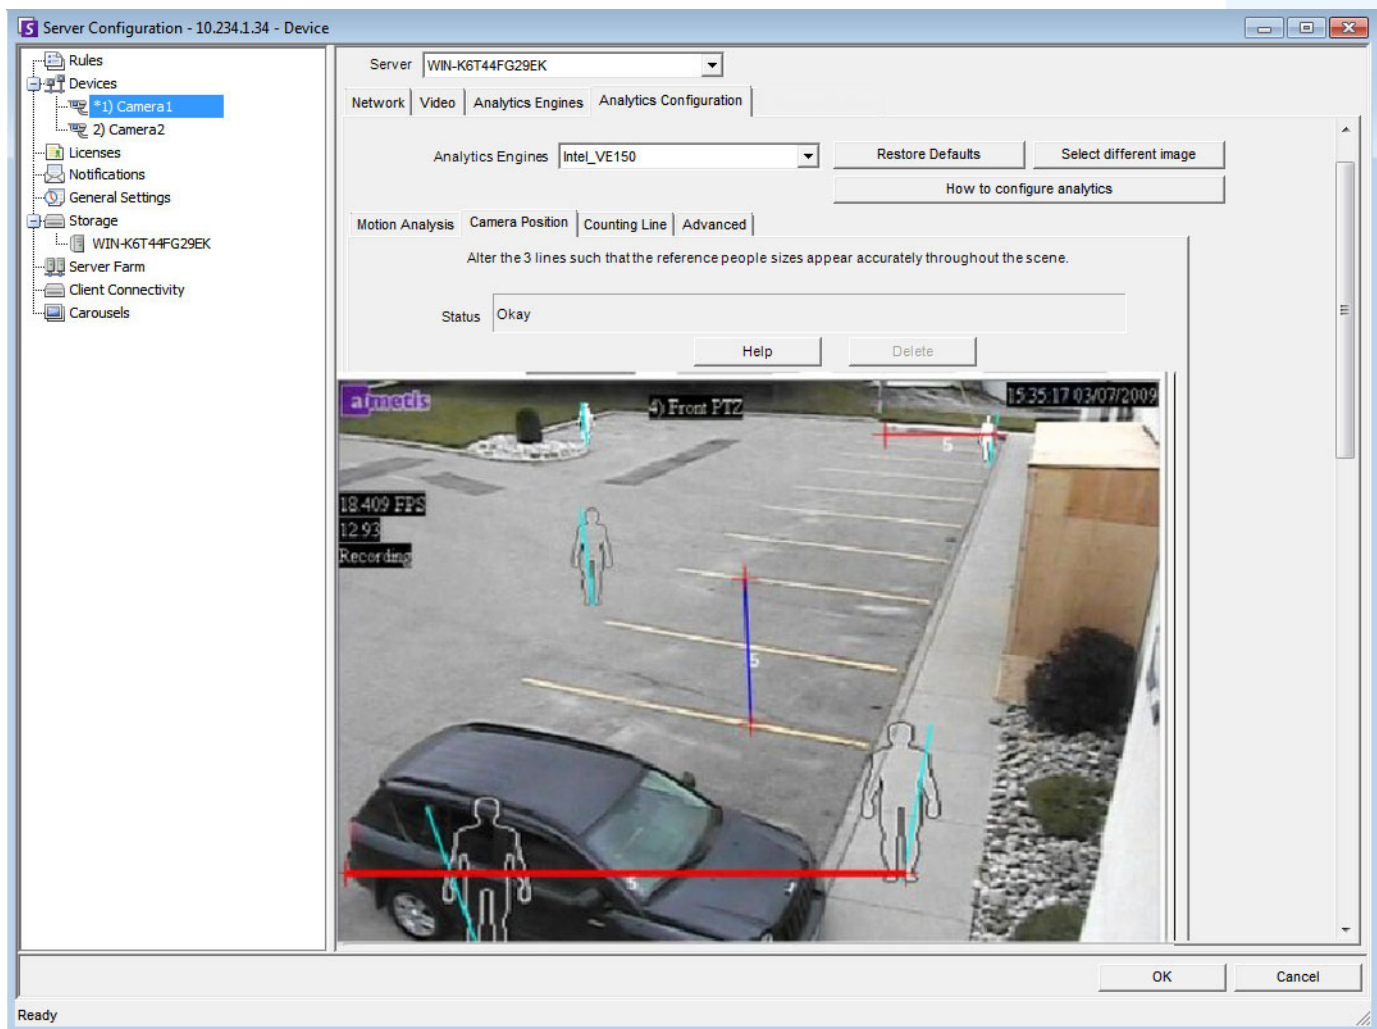 Server Configuration - 10.234.1.34 - Device
Rules
Devices
*1) Camera1
2) Camera2
Licenses
Notifications
General Settings
Storage
WIN-K6T44FG29EK
Server Farm
Client Connectivity
Carousels
Server WIN-K6T44FG29EK
Network Video Analytics Engines Analytics Configuration
Analytics Engines Intel_VE150 Restore Defaults Select different image
How to configure analytics
Motion Analysis Camera Position Counting Line Advanced
Alter the 3 lines such that the reference people sizes appear accurately throughout the scene.
Status Okay
Help Delete
aimetis 4) Front PTZ 15:35:17 03/07/2009
5
18.409 FPS
12.93
Recording
5
5
OK Cancel
Ready